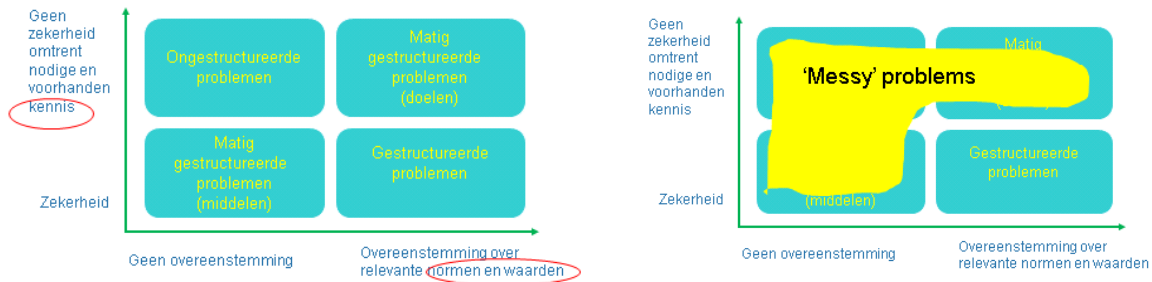 Geen
zekerheid
omtrent
nodige en
voorhanden
kennis
Ongestructureerde
problemen
Matig
gestructureerde
problemen
(doelen)
Matig
gestructureerde
problemen
(middelen)
Gestructureerde
problemen
Zekerheid
Geen overeenstemming
Overeenstemming over
relevante normen en waarden
Geen
zekerheid
omtrent
nodige en
voorhanden
kennis
Matig
'Messy' problems
Gestructureerde
problemen
(middelen)
Zekerheid
Geen overeenstemming
Overeenstemming over
relevante normen en waarden